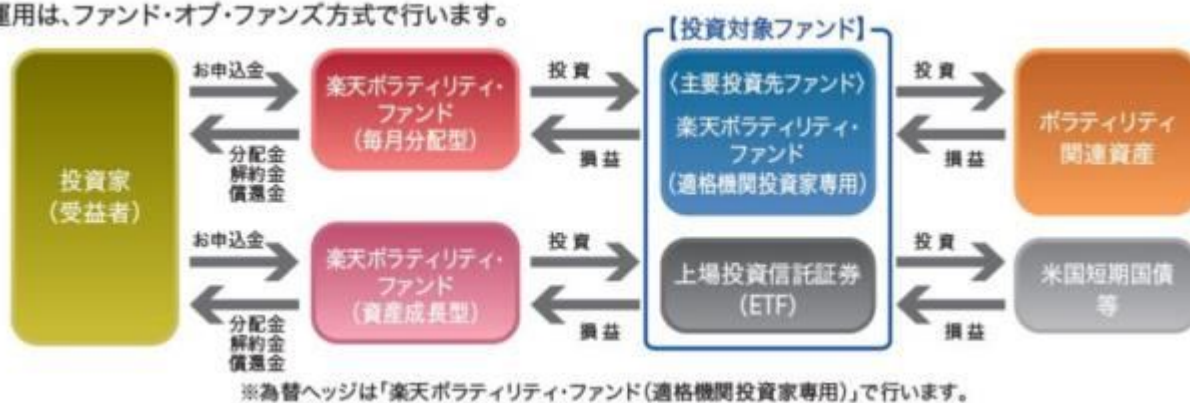 運用は、ファンド・オブ・ファンズ方式で行います。
【投資対象ファンド】
投資家
(受益者)
お申込金
分配金
解約金
償還金
楽天ボラティリティ・
ファンド
(毎月分配型)
投資
損益
〈主要投資先ファンド〉
楽天ボラティリティ・
ファンド
(適格機関投資家専用)
投資
損益
ボラティリティ
関連資産
お申込金
分配金
解約金
償還金
楽天ボラティリティ・
ファンド
(資産成長型)
投資
損益
上場投資信託証券
(ETF)
投資
損益
米国短期国債
等
※為替ヘッジは「楽天ボラティリティ・ファンド(適格機関投資家専用)」で行います。